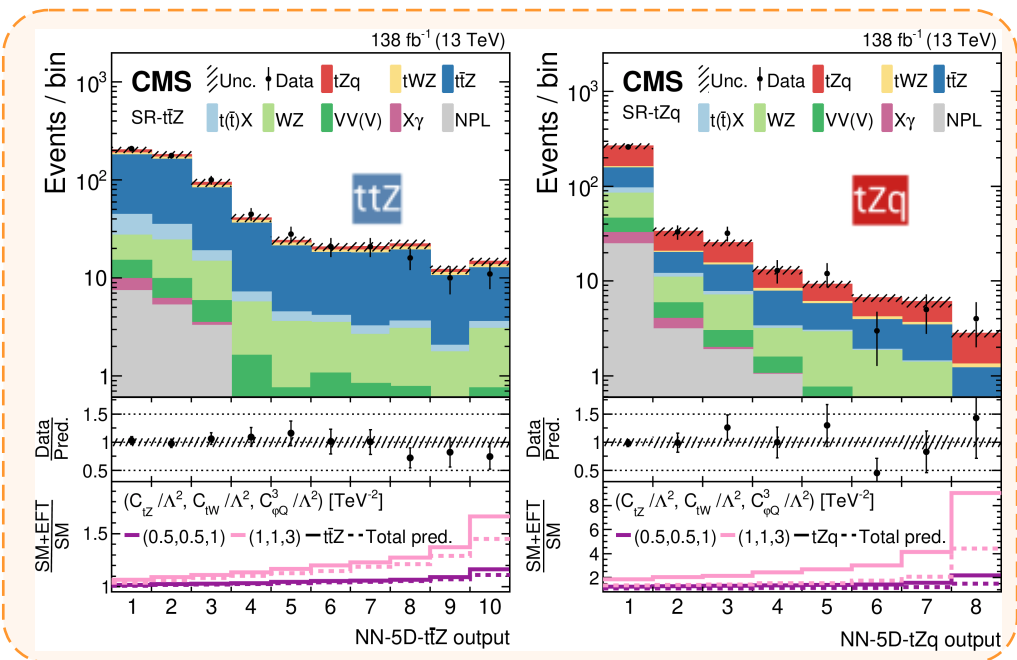 138 fb⁻¹ (13 TeV)
CMS
Unc. Data tZq tWZ tt̄Z
SR-tt̄Z
t(t̄)X WZ VV(V) Xγ NPL
Events / bin
10³
10²
10
1
ttZ
Data
Pred.
1.5
1
0.5
(C_tZ /Λ², C_tW /Λ², C³_φQ /Λ²) [TeV⁻²]
(0.5,0.5,1) (1,1,3) tt̄Z Total pred.
SM+EFT
SM
1.5
1
1 2 3 4 5 6 7 8 9 10
NN-5D-tt̄Z output
138 fb⁻¹ (13 TeV)
CMS
Unc. Data tZq tWZ tt̄Z
SR-tZq
t(t̄)X WZ VV(V) Xγ NPL
Events / bin
10³
10²
10
1
tZq
Data
Pred.
1.5
1
0.5
(C_tZ /Λ², C_tW /Λ², C³_φQ /Λ²) [TeV⁻²]
(0.5,0.5,1) (1,1,3) tZq Total pred.
SM+EFT
SM
8
6
4
2
1 2 3 4 5 6 7 8
NN-5D-tZq output